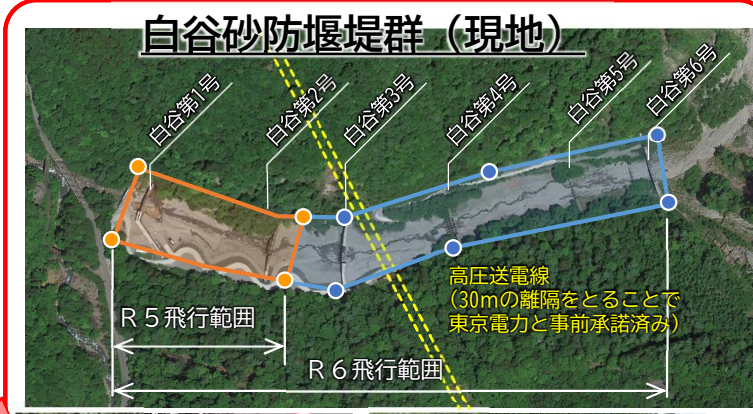 白谷砂防堰堤群（現地）
白谷第1号
白谷第2号
白谷第3号
白谷第4号
白谷第5号
白谷第6号
高圧送電線
（30mの離隔をとることで
東京電力と事前承諾済み）
Ｒ５飛行範囲
Ｒ６飛行範囲